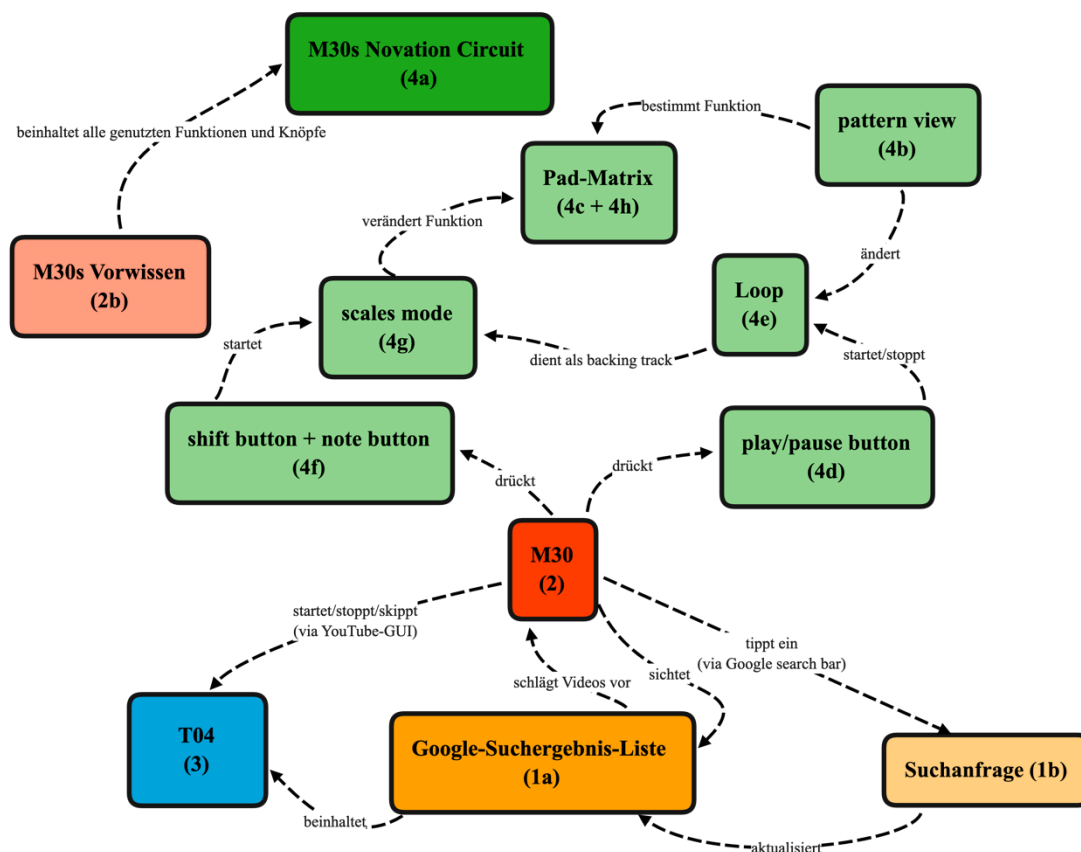 M30s Novation Circuit
(4a)
bestimmt Funktion
pattern view
(4b)
beinhaltet alle genutzten Funktionen und Knöpfe
Pad-Matrix
(4c + 4h)
verändert Funktion
M30s Vorwissen
(2b)
ändert
Loop
(4e)
scales mode
(4g)
startet
dient als backing track
startet/stoppt
shift button + note button
(4f)
play/pause button
(4d)
drückt
drückt
M30
(2)
startet/stoppt/skippt
(via YouTube-GUI)
tippt ein
(via Google search bar)
schlägt Videos vor
sichtet
T04
(3)
Google-Suchergebnis-Liste
(1a)
Suchanfrage (1b)
beinhaltet
aktualisiert